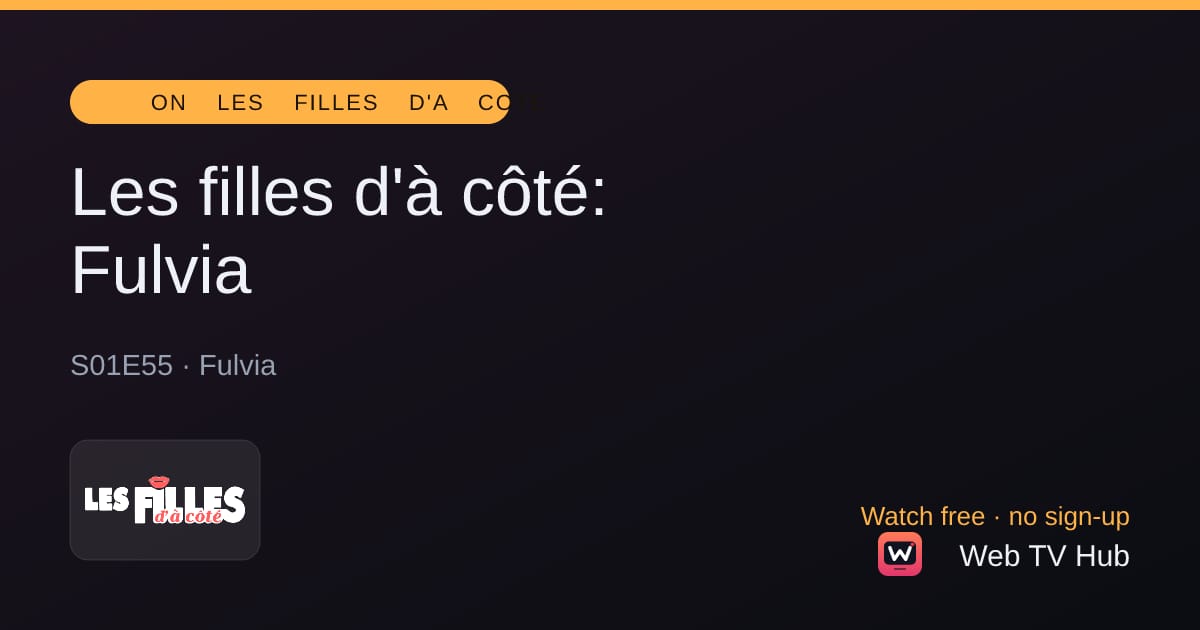 ON LES FILLES D'A CO
Les filles d'à côté:
Fulvia
S01E55 · Fulvia
LES FILLES
d'à côté
Watch free · no sign-up
W
Web TV Hub